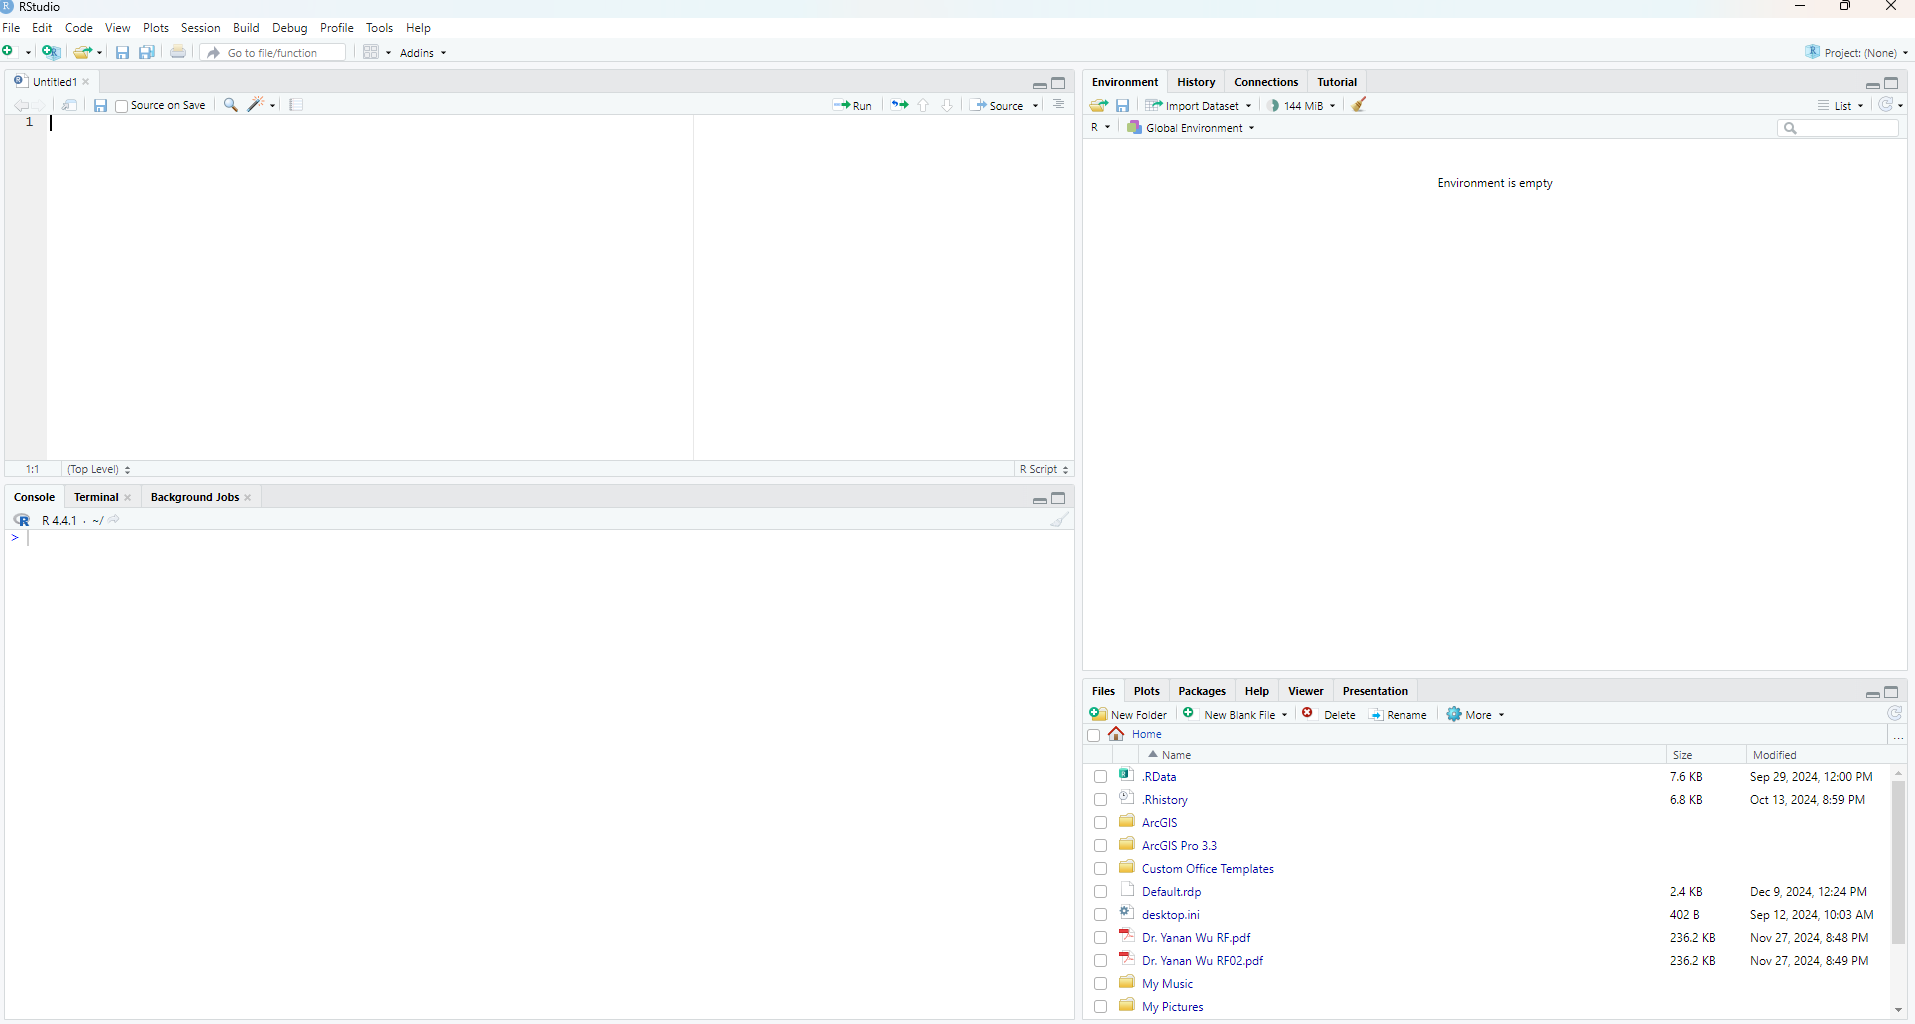 RStudio
File Edit Code View Plots Session Build Debug Profile Tools Help
Go to file/function Addins Project: (None)
Untitled1
Source on Save Run Source
1
1:1 (Top Level) R Script
Console Terminal Background Jobs
R 4.4.1 · ~/
>
Environment History Connections Tutorial
Import Dataset 144 MiB List
R Global Environment
Environment is empty
Files Plots Packages Help Viewer Presentation
New Folder New Blank File Delete Rename More
Home ...
Name Size Modified
.RData 7.6 KB Sep 29, 2024, 12:00 PM
.Rhistory 6.8 KB Oct 13, 2024, 8:59 PM
ArcGIS
ArcGIS Pro 3.3
Custom Office Templates
Default.rdp 2.4 KB Dec 9, 2024, 12:24 PM
desktop.ini 402 B Sep 12, 2024, 10:03 AM
Dr. Yanan Wu RF.pdf 236.2 KB Nov 27, 2024, 8:48 PM
Dr. Yanan Wu RF02.pdf 236.2 KB Nov 27, 2024, 8:49 PM
My Music
My Pictures